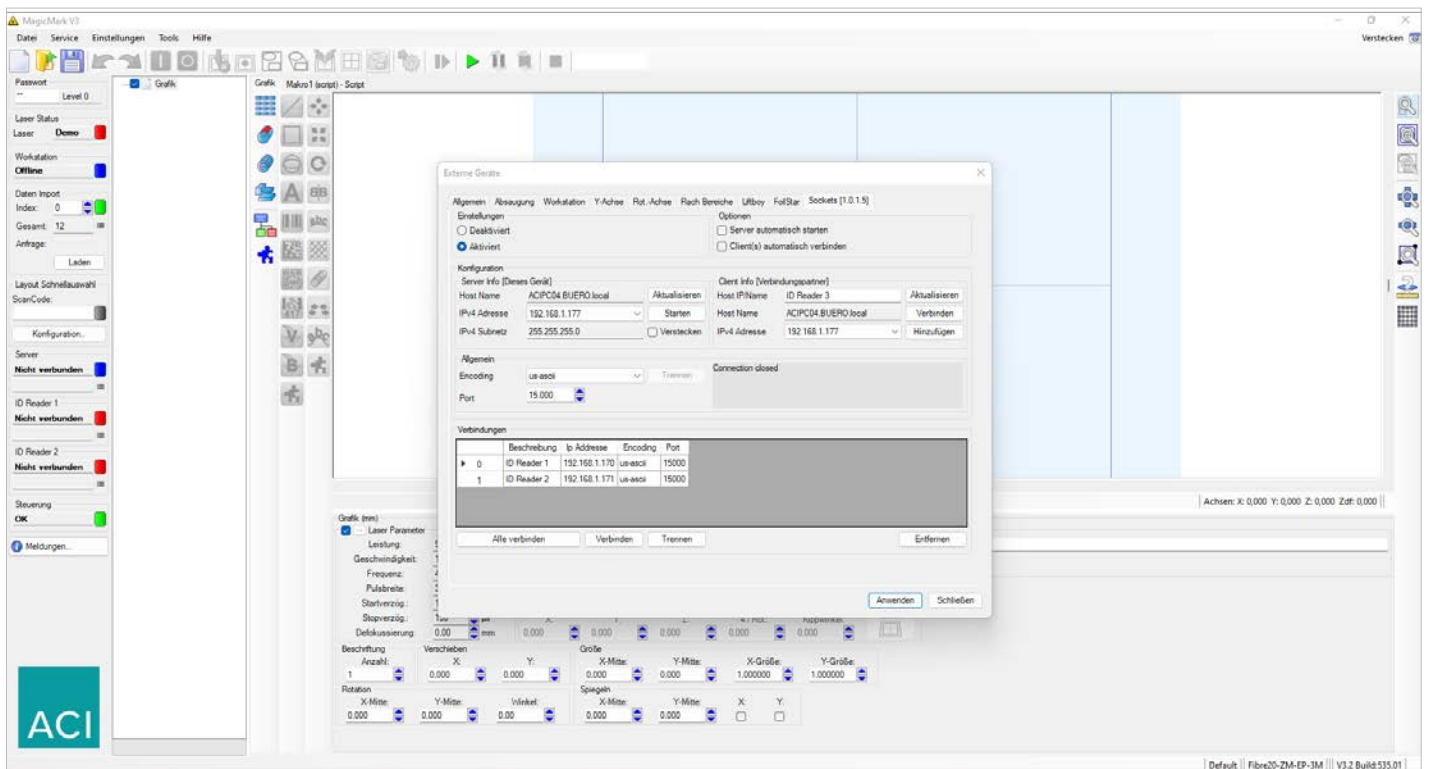 MagicMark V3
Datei Service Einstellungen Tools Hilfe
Verstecken
Passwort
Level 0
Laser Status
Laser Demo
Workstation
Offline
Daten Import
Index: 0
Gesamt: 12
Anfrage:
Laden
Layout Schnellauswahl
ScanCode:
Konfiguration..
Server
Nicht verbunden
ID Reader 1
Nicht verbunden
ID Reader 2
Nicht verbunden
Steuerung
OK
Meldungen...
ACI
Grafik
Grafik Makro1 (script) - Script
Externe Geräte
Allgemein Absaugung Workstation Y-Achse Rot.-Achse Flach Bereiche Liftboy FolStar Sockets [1.0.1.5]
Einstellungen
Deaktiviert
Aktiviert
Optionen
Server automatisch starten
Client(s) automatisch verbinden
Konfiguration
Server Info [Dieses Gerät]
Host Name ACIPC04.BUERO.local Aktualisieren
IPv4 Adresse 192.168.1.177 Starten
IPv4 Subnetz 255.255.255.0 Verstecken
Client Info [Verbindungspartner]
Host IP/Name ID Reader 3 Aktualisieren
Host Name ACIPC04.BUERO.local Verbinden
IPv4 Adresse 192.168.1.177 Hinzufügen
Allgemein
Encoding us-ascii Trennen
Port 15.000
Connection closed
Verbindungen
Beschreibung Ip Addresse Encoding Port
0 ID Reader 1 192.168.1.170 us-ascii 15000
1 ID Reader 2 192.168.1.171 us-ascii 15000
Alle verbinden Verbinden Trennen Entfernen
Anwenden Schließen
Achsen: X: 0,000 Y: 0,000 Z: 0,000 Zdf: 0,000
Grafik (mm)
Laser Parameter
Leistung:
Geschwindigkeit:
Frequenz:
Pulsbreite:
Startverzög.:
Stopverzög.:
Defokussierung: 0.00 mm 0.000 0.000 0.000 0.000 0.000
Beschriftung Verschieben Größe
Anzahl: X: Y: X-Mitte: Y-Mitte: X-Größe: Y-Größe:
1 0.000 0.000 0.000 0.000 1.000000 1.000000
Rotation Spiegeln
X-Mitte: Y-Mitte: Winkel: X-Mitte: Y-Mitte: X: Y:
0.000 0.000 0.00 0.000 0.000
Default Fibre20-ZM-EP-3M V3.2 Build:535.01